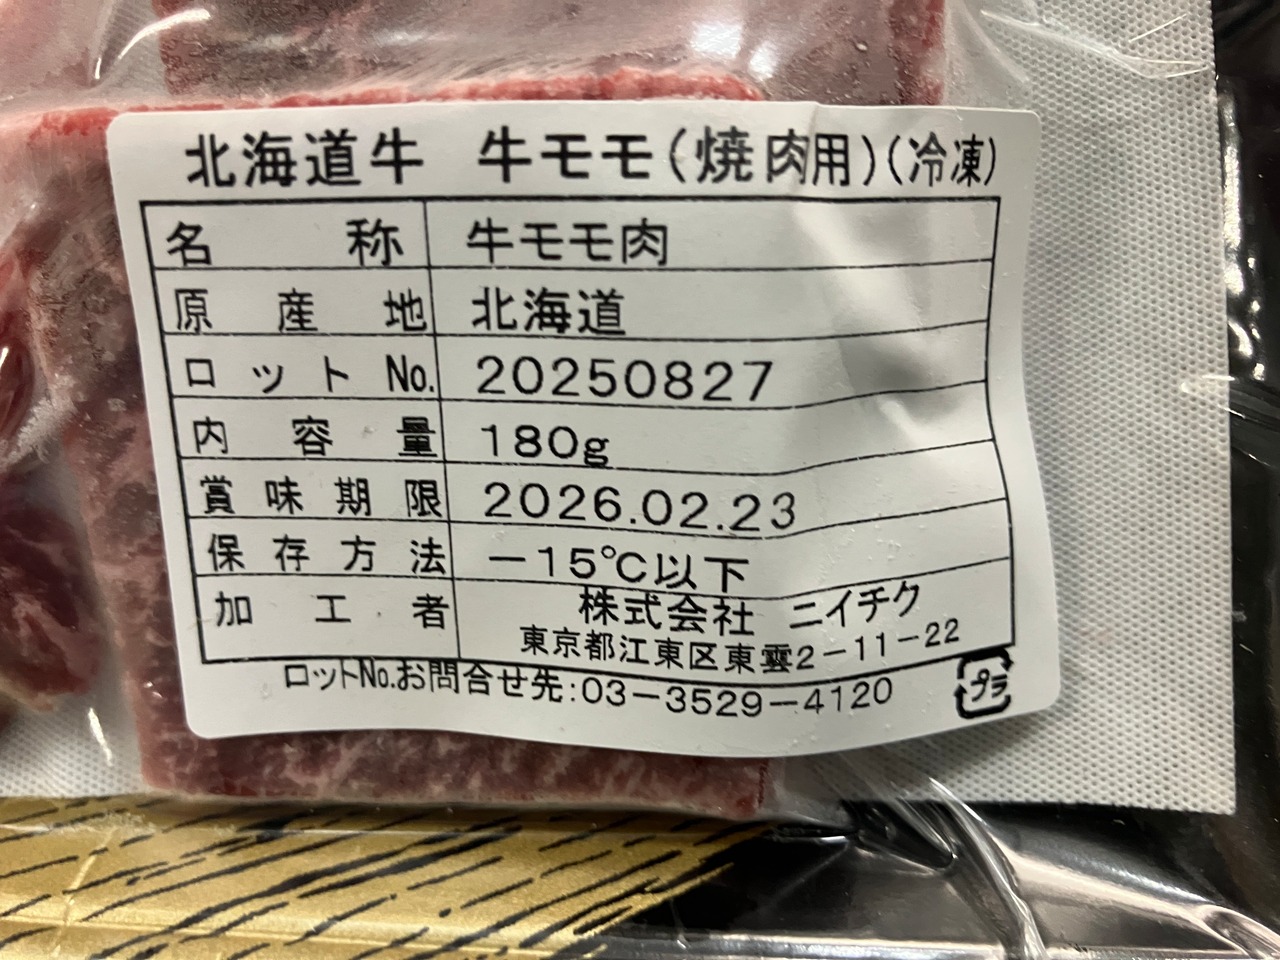 北海道牛 牛モモ(焼肉用)(冷凍)
名称 牛モモ肉
原産地 北海道
ロットNo. 20250827
内容量 180g
賞味期限 2026.02.23
保存方法 －15℃以下
加工者 株式会社 ニイチク
東京都江東区東雲2－11－22
ロットNo.お問合せ先:03－3529－4120
プラ